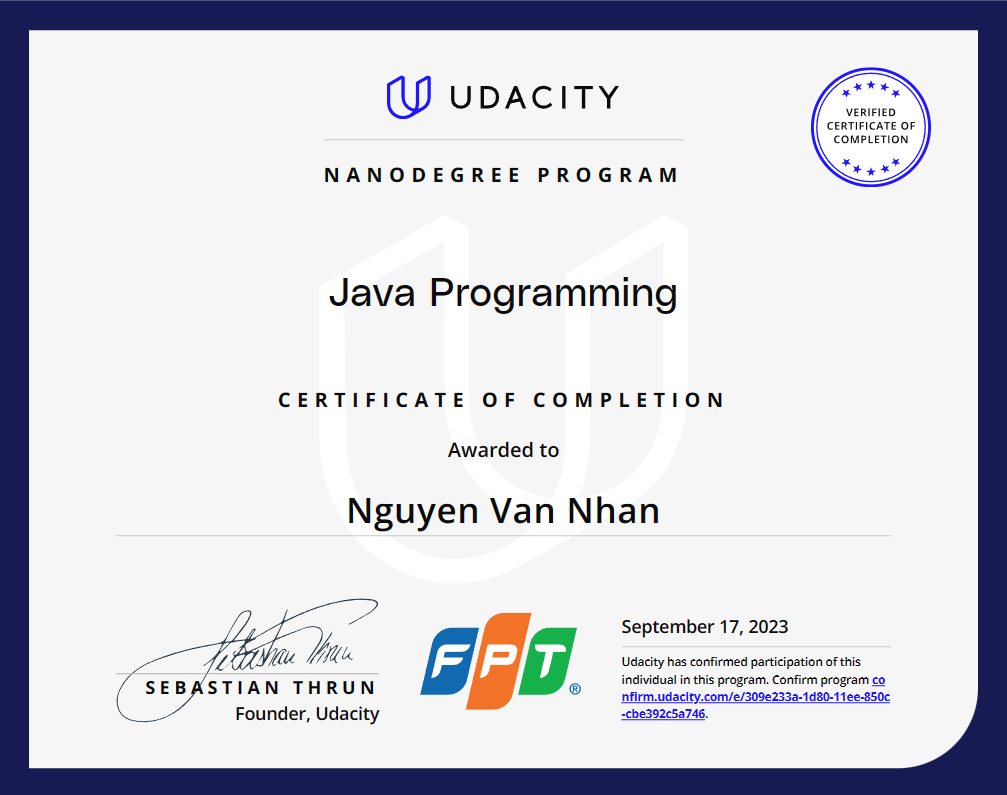 UDACITY
VERIFIED
CERTIFICATE OF
COMPLETION
NANODEGREE PROGRAM
Java Programming
CERTIFICATE OF COMPLETION
Awarded to
Nguyen Van Nhan
Sebastian Thrun
SEBASTIAN THRUN
Founder, Udacity
FPT®
September 17, 2023
Udacity has confirmed participation of this
individual in this program. Confirm program co
nfirm.udacity.com/e/309e233a-1d80-11ee-850c
-cbe392c5a746.